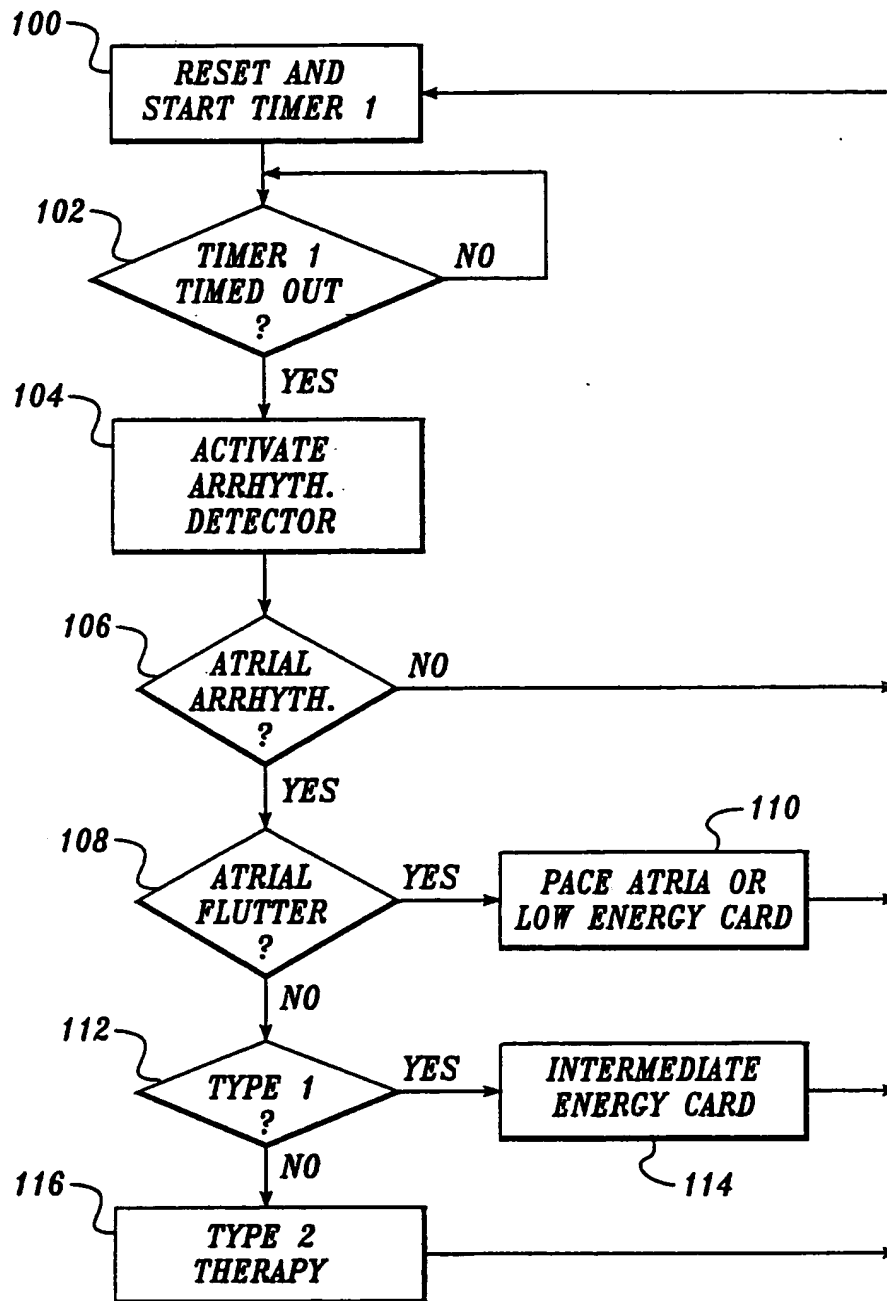 100
RESET AND
START TIMER 1
102
TIMER 1
TIMED OUT
?
NO
YES
104
ACTIVATE
ARRHYTH.
DETECTOR
106
ATRIAL
ARRHYTH.
?
NO
YES
108
ATRIAL
FLUTTER
?
YES
110
PACE ATRIA OR
LOW ENERGY CARD
NO
112
TYPE 1
?
YES
INTERMEDIATE
ENERGY CARD
114
NO
116
TYPE 2
THERAPY